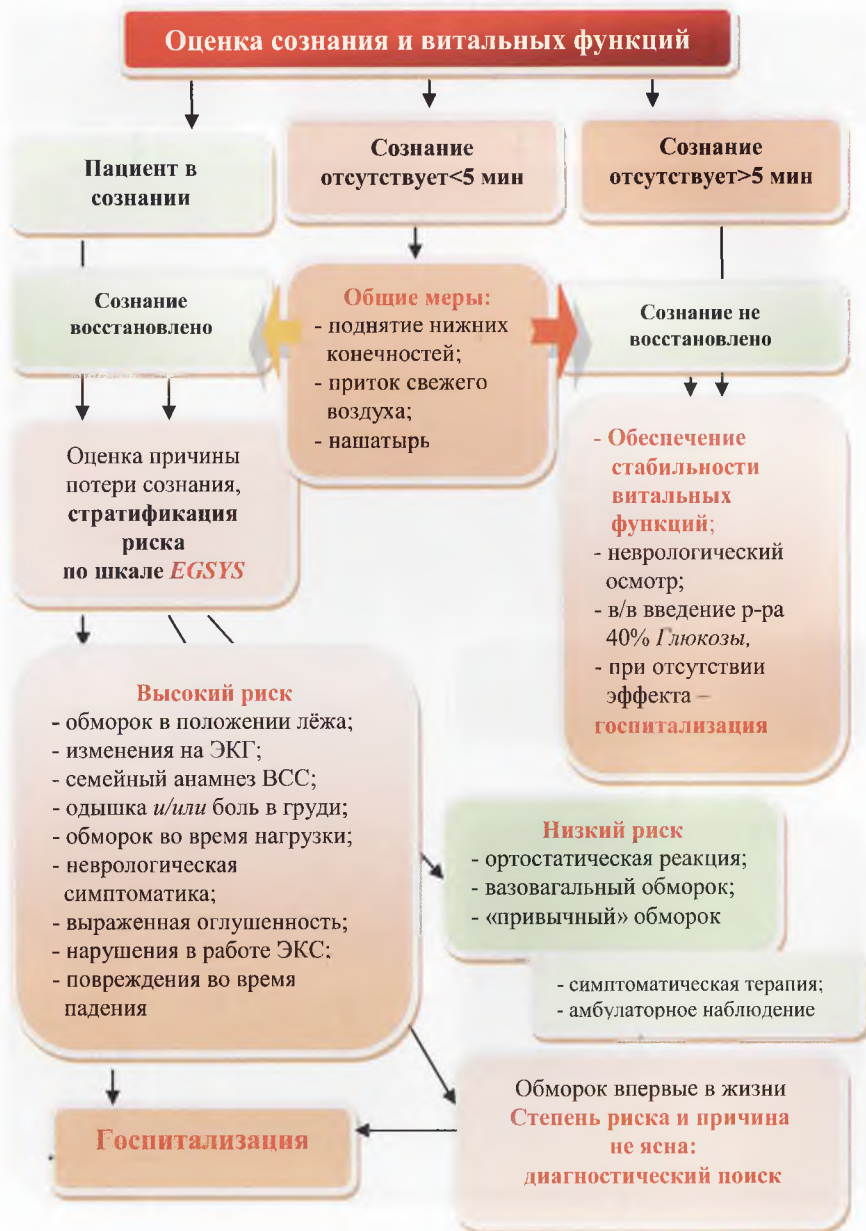 Оценка сознания и витальных функций
Пациент в
сознании
Сознание
отсутствует<5 мин
Сознание
отсутствует>5 мин
Сознание
восстановлено
Общие меры:
- поднятие нижних
конечностей;
- приток свежего
воздуха;
- нашатырь
Сознание не
восстановлено
Оценка причины
потери сознания,
стратификация
риска
по шкале EGSYS
- Обеспечение
стабильности
витальных
функций;
- неврологический
осмотр;
- в/в введение р-ра
40% Глюкозы,
- при отсутствии
эффекта –
госпитализация
Высокий риск
- обморок в положении лёжа;
- изменения на ЭКГ;
- семейный анамнез ВСС;
- одышка и/или боль в груди;
- обморок во время нагрузки;
- неврологическая
симптоматика;
- выраженная оглушенность;
- нарушения в работе ЭКС;
- повреждения во время
падения
Низкий риск
- ортостатическая реакция;
- вазовагальный обморок;
- «привычный» обморок
- симптоматическая терапия;
- амбулаторное наблюдение
Госпитализация
Обморок впервые в жизни
Степень риска и причина
не ясна:
диагностический поиск